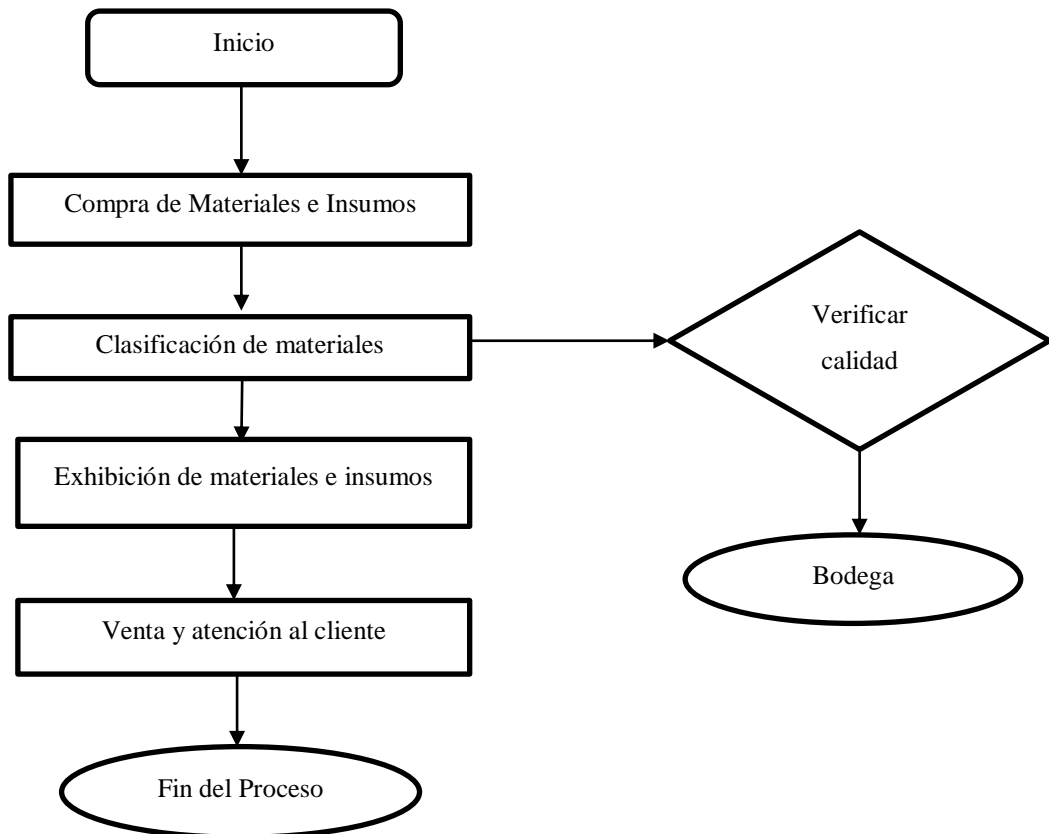 Inicio
Compra de Materiales e Insumos
Clasificación de materiales
Verificar
calidad
Exhibición de materiales e insumos
Bodega
Venta y atención al cliente
Fin del Proceso